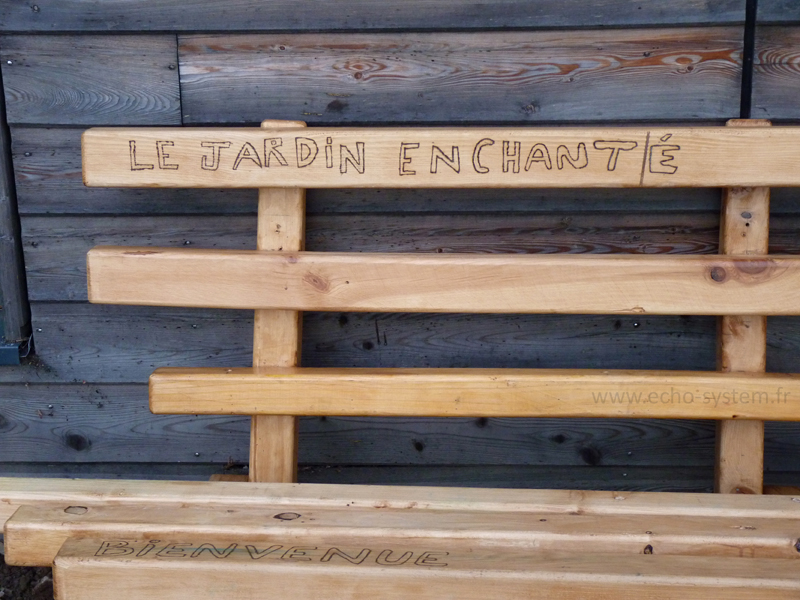 LE JARDiN ENCHANTÉ
www.echo-system.fr
BiENVENUE